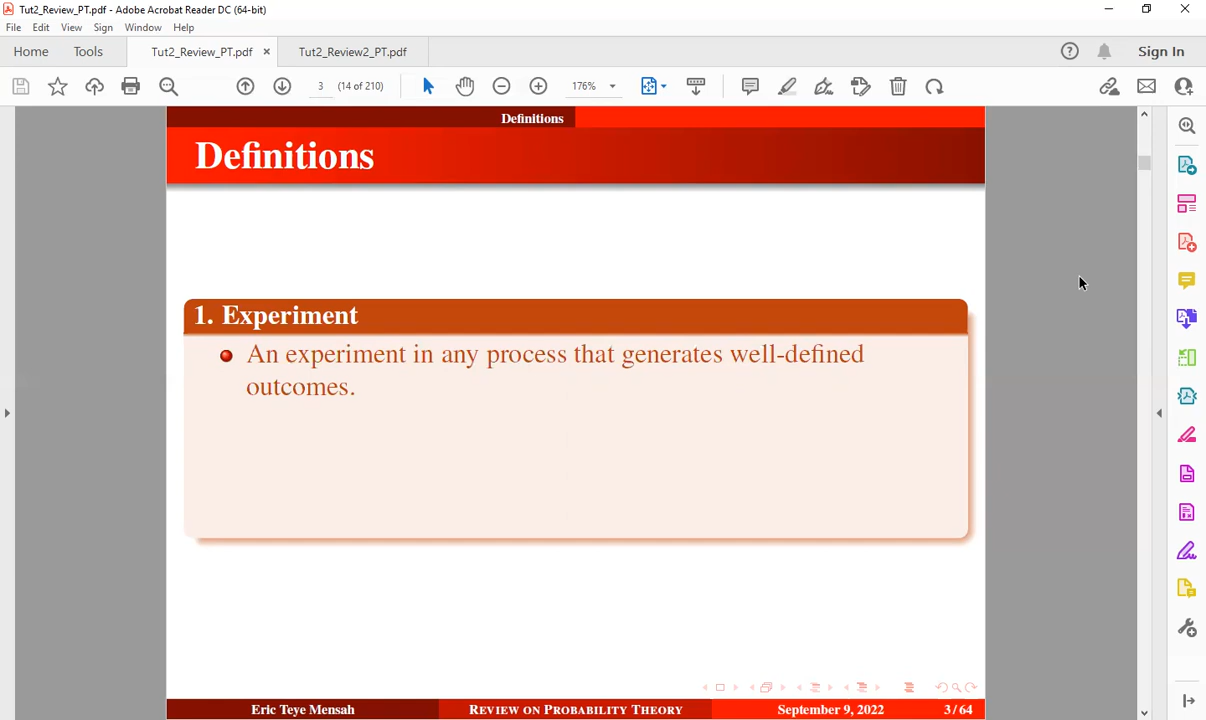 Tut2_Review_PT.pdf - Adobe Acrobat Reader DC (64-bit)
File Edit View Sign Window Help
Home Tools Tut2_Review_PT.pdf × Tut2_Review2_PT.pdf Sign In
3 (14 of 210) 176%
Definitions
Definitions
1. Experiment
An experiment in any process that generates well-defined
outcomes.
Eric Teye Mensah REVIEW ON PROBABILITY THEORY September 9, 2022 3/64